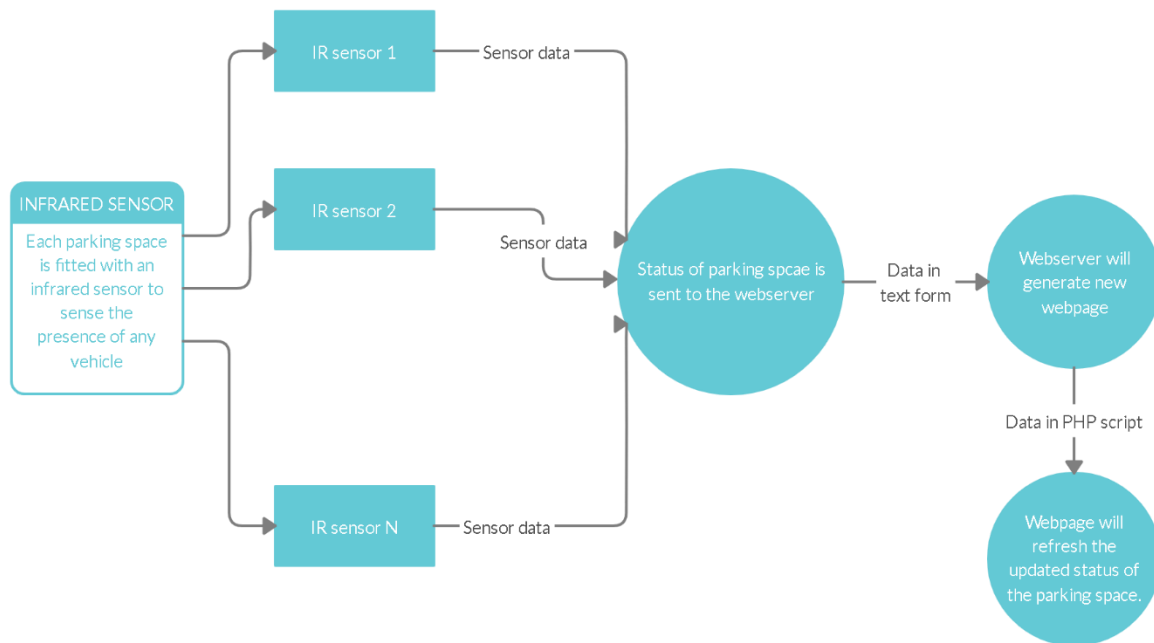 IR sensor 1
Sensor data
INFRARED SENSOR
Each parking space
is fitted with an
infrared sensor to
sense the
presence of any
vehicle
IR sensor 2
Sensor data
Status of parking spcae is
sent to the webserver
Data in
text form
Webserver will
generate new
webpage
Data in PHP script
IR sensor N
Sensor data
Webpage will
refresh the
updated status of
the parking space.